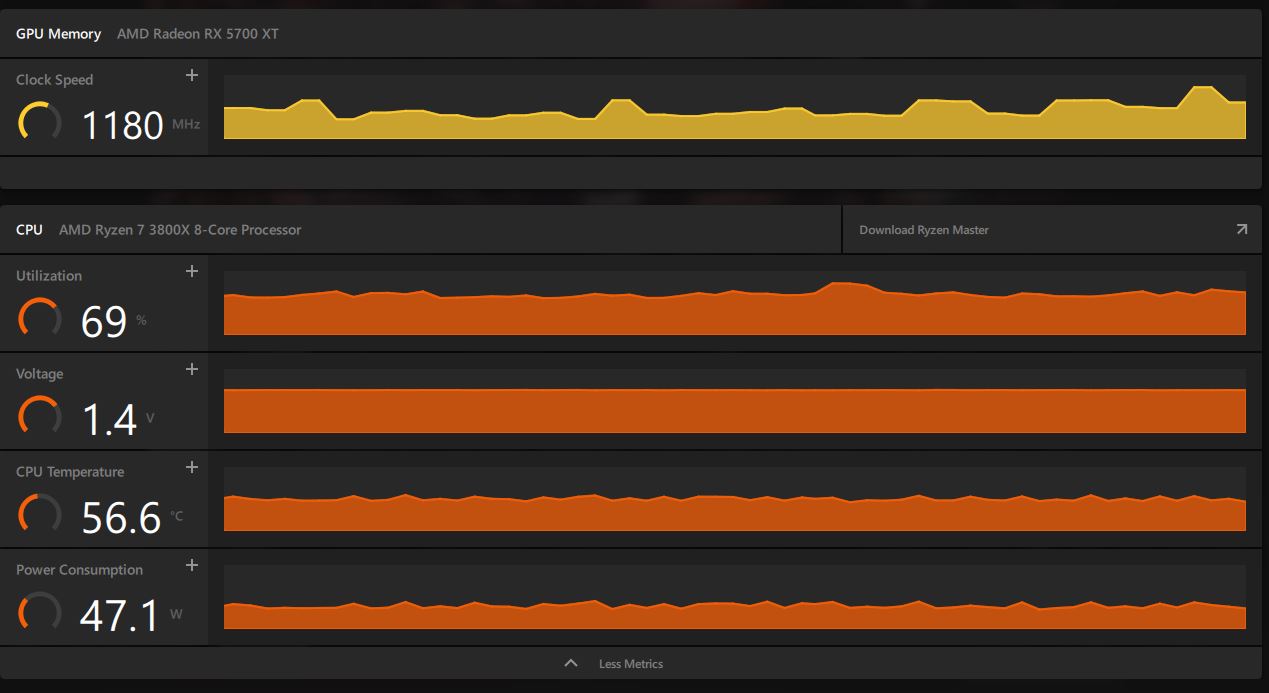 GPU Memory AMD Radeon RX 5700 XT
Clock Speed
1180 MHz
CPU AMD Ryzen 7 3800X 8-Core Processor Download Ryzen Master
Utilization
69 %
Voltage
1.4 V
CPU Temperature
56.6 °C
Power Consumption
47.1 W
Less Metrics